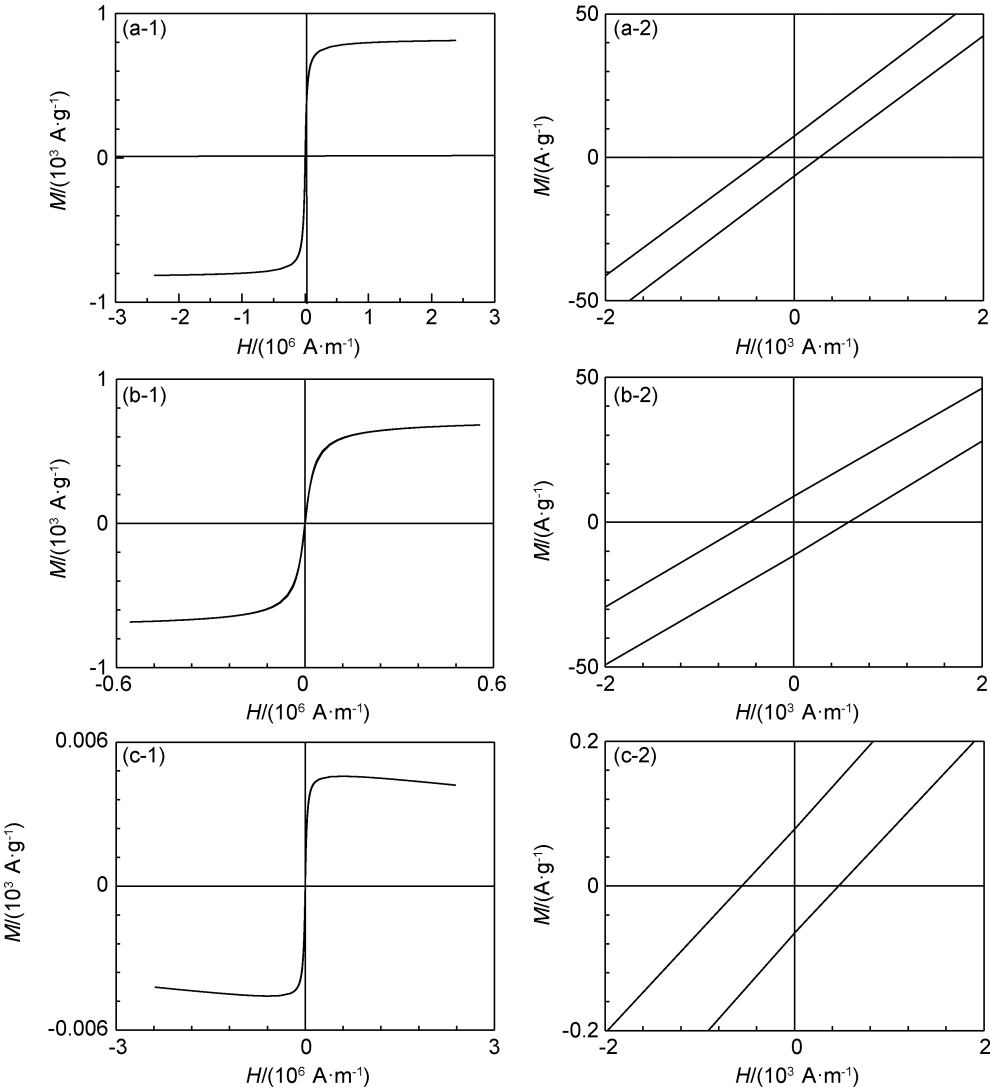 1
(a-1)
M/(10³ A·g⁻¹)
0
-1
-3 -2 -1 0 1 2 3
H/(10⁶ A·m⁻¹)
50
(a-2)
M/(A·g⁻¹)
0
-50
-2 0 2
H/(10³ A·m⁻¹)
1
(b-1)
M/(10³ A·g⁻¹)
0
-1
-0.6 0 0.6
H/(10⁶ A·m⁻¹)
50
(b-2)
M/(A·g⁻¹)
0
-50
-2 0 2
H/(10³ A·m⁻¹)
0.006
(c-1)
M/(10³ A·g⁻¹)
0
-0.006
-3 0 3
H/(10⁶ A·m⁻¹)
0.2
(c-2)
M/(A·g⁻¹)
0
-0.2
-2 0 2
H/(10³ A·m⁻¹)